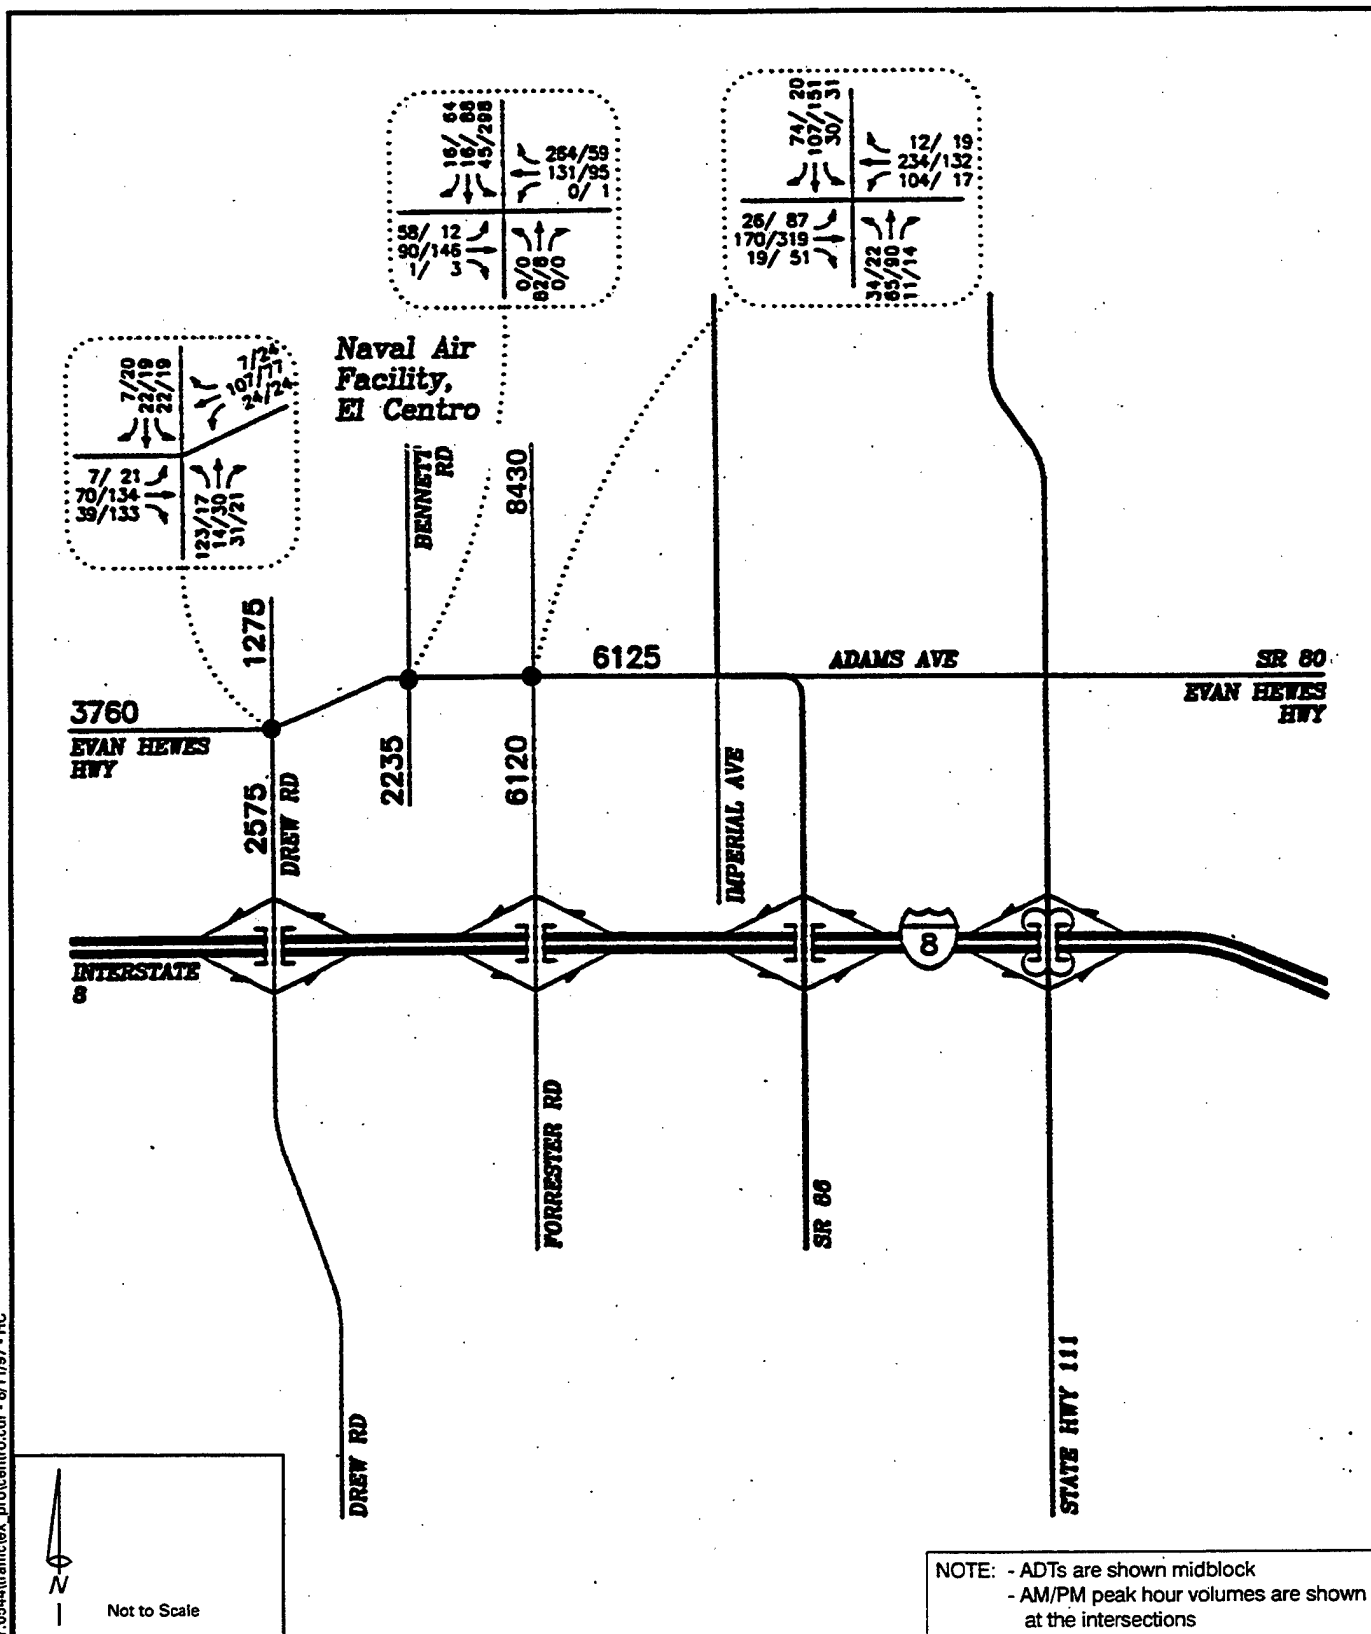 16/ 64
16/ 88
45/298
264/59
131/95
0/ 1
58/ 12
90/146
1/ 3
0/0
82/8
0/0
74/ 20
107/151
30/ 31
12/ 19
234/132
104/ 17
26/ 87
170/319
19/ 51
34/22
65/90
11/14
7/20
22/19
22/19
7/24
107/77
24/24
7/ 21
70/134
39/133
123/17
14/30
31/21
Naval Air
Facility,
El Centro
BENNETT
RD
8430
1275
6125
ADAMS AVE
SR 80
EVAN HEWES
HWY
3760
EVAN HEWES
HWY
2575
DREW RD
2235
6120
IMPERIAL AVE
INTERSTATE
8
8
FORRESTER RD
SR 86
DREW RD
STATE HWY 111
N
Not to Scale
NOTE: - ADTs are shown midblock
- AM/PM peak hour volumes are shown
at the intersections